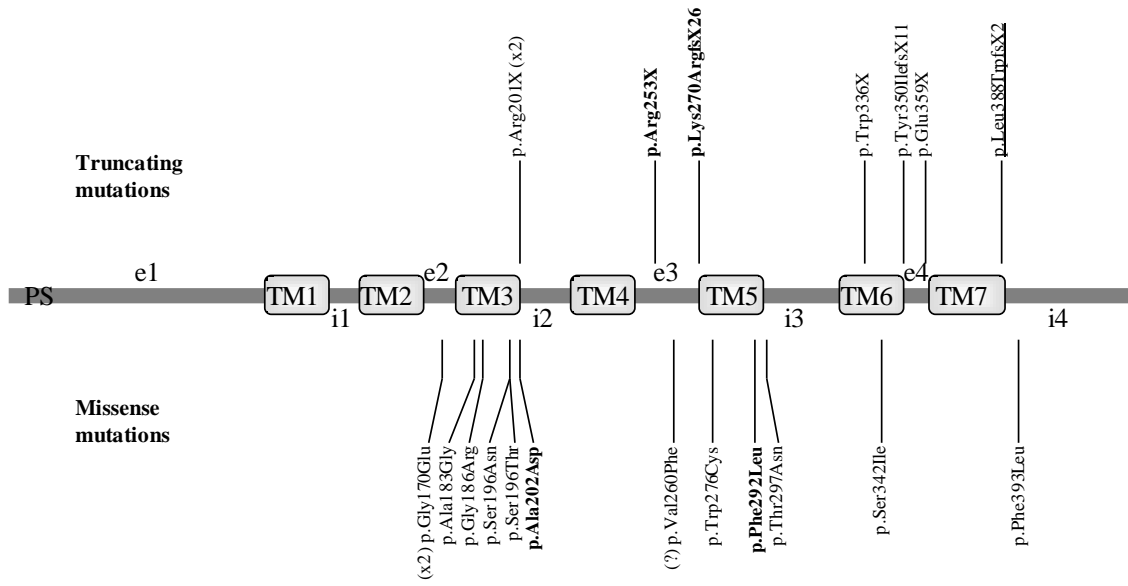 p.Arg201X (x2)
p.Arg253X
p.Lys270ArgfsX26
p.Trp336X
p.Tyr350IlefsX11
p.Glu359X
p.Leu388TrpfsX2
Truncating
mutations
e1
e2
e3
e4
PS
TM1
TM2
TM3
TM4
TM5
TM6
TM7
i1
i2
i3
i4
Missense
mutations
(x2) p.Gly170Glu
p.Ala183Gly
p.Gly186Arg
p.Ser196Asn
p.Ser196Thr
p.Ala202Asp
(?) p.Val260Phe
p.Trp276Cys
p.Phe292Leu
p.Thr297Asn
p.Ser342Ile
p.Phe393Leu